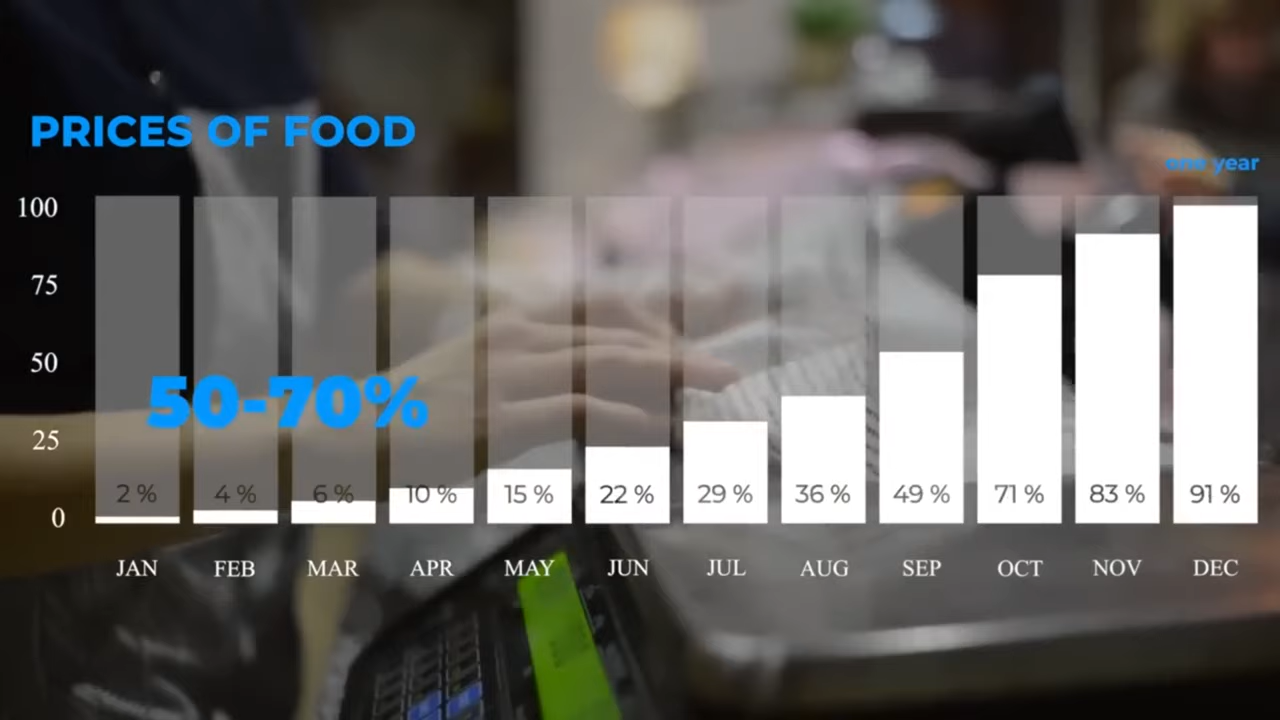 PRICES OF FOOD
one year
100
75
50
25
0
50-70%
2 % 4 % 6 % 10 % 15 % 22 % 29 % 36 % 49 % 71 % 83 % 91 %
JAN FEB MAR APR MAY JUN JUL AUG SEP OCT NOV DEC